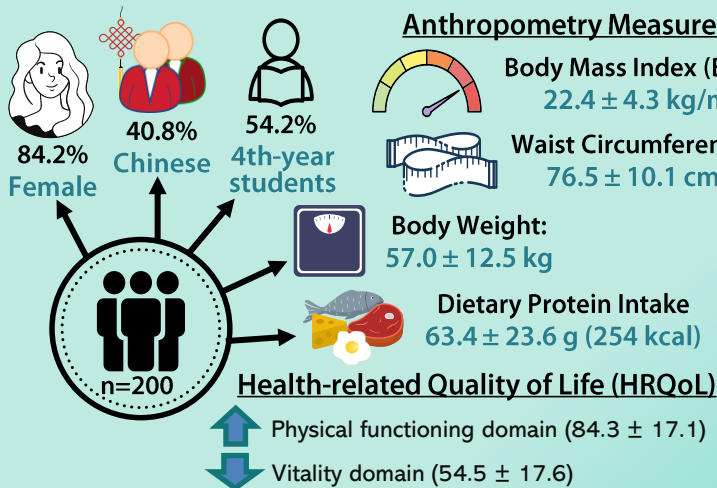 Anthropometry Measure
Body Mass Index (B
22.4 ± 4.3 kg/m
84.2%
Female
40.8%
Chinese
54.2%
4th-year
students
Waist Circumferen
76.5 ± 10.1 cm
Body Weight:
57.0 ± 12.5 kg
Dietary Protein Intake
63.4 ± 23.6 g (254 kcal)
n=200
Health-related Quality of Life (HRQoL)
Physical functioning domain (84.3 ± 17.1)
Vitality domain (54.5 ± 17.6)